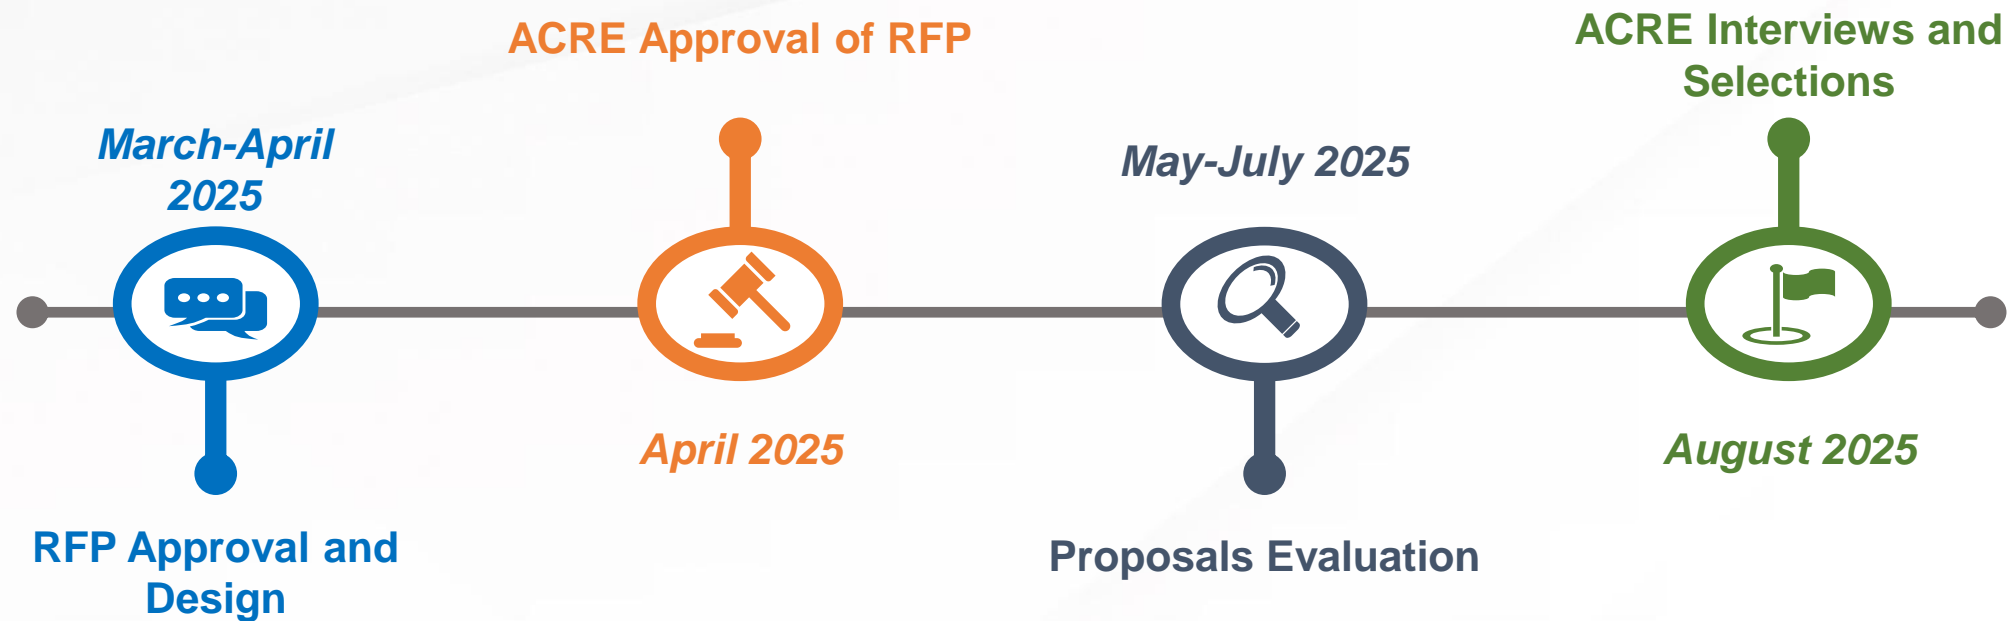 March-April
2025
RFP Approval and
Design
ACRE Approval of RFP
April 2025
May-July 2025
Proposals Evaluation
ACRE Interviews and
Selections
August 2025